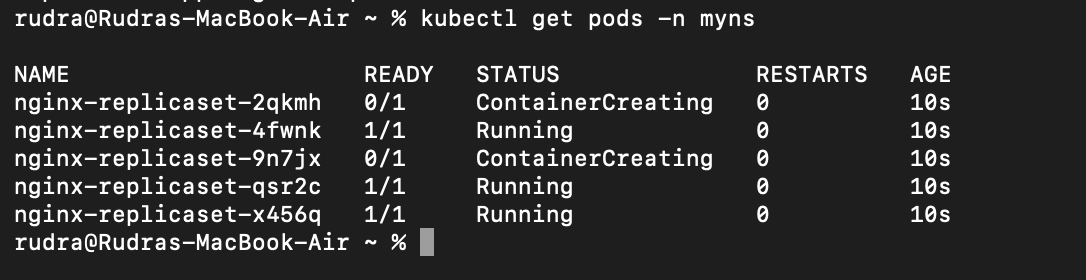 rudra@Rudras-MacBook-Air ~ % kubectl get pods -n myns
NAME READY STATUS RESTARTS AGE
nginx-replicaset-2qkmh 0/1 ContainerCreating 0 10s
nginx-replicaset-4fwnk 1/1 Running 0 10s
nginx-replicaset-9n7jx 0/1 ContainerCreating 0 10s
nginx-replicaset-qsr2c 1/1 Running 0 10s
nginx-replicaset-x456q 1/1 Running 0 10s
rudra@Rudras-MacBook-Air ~ %